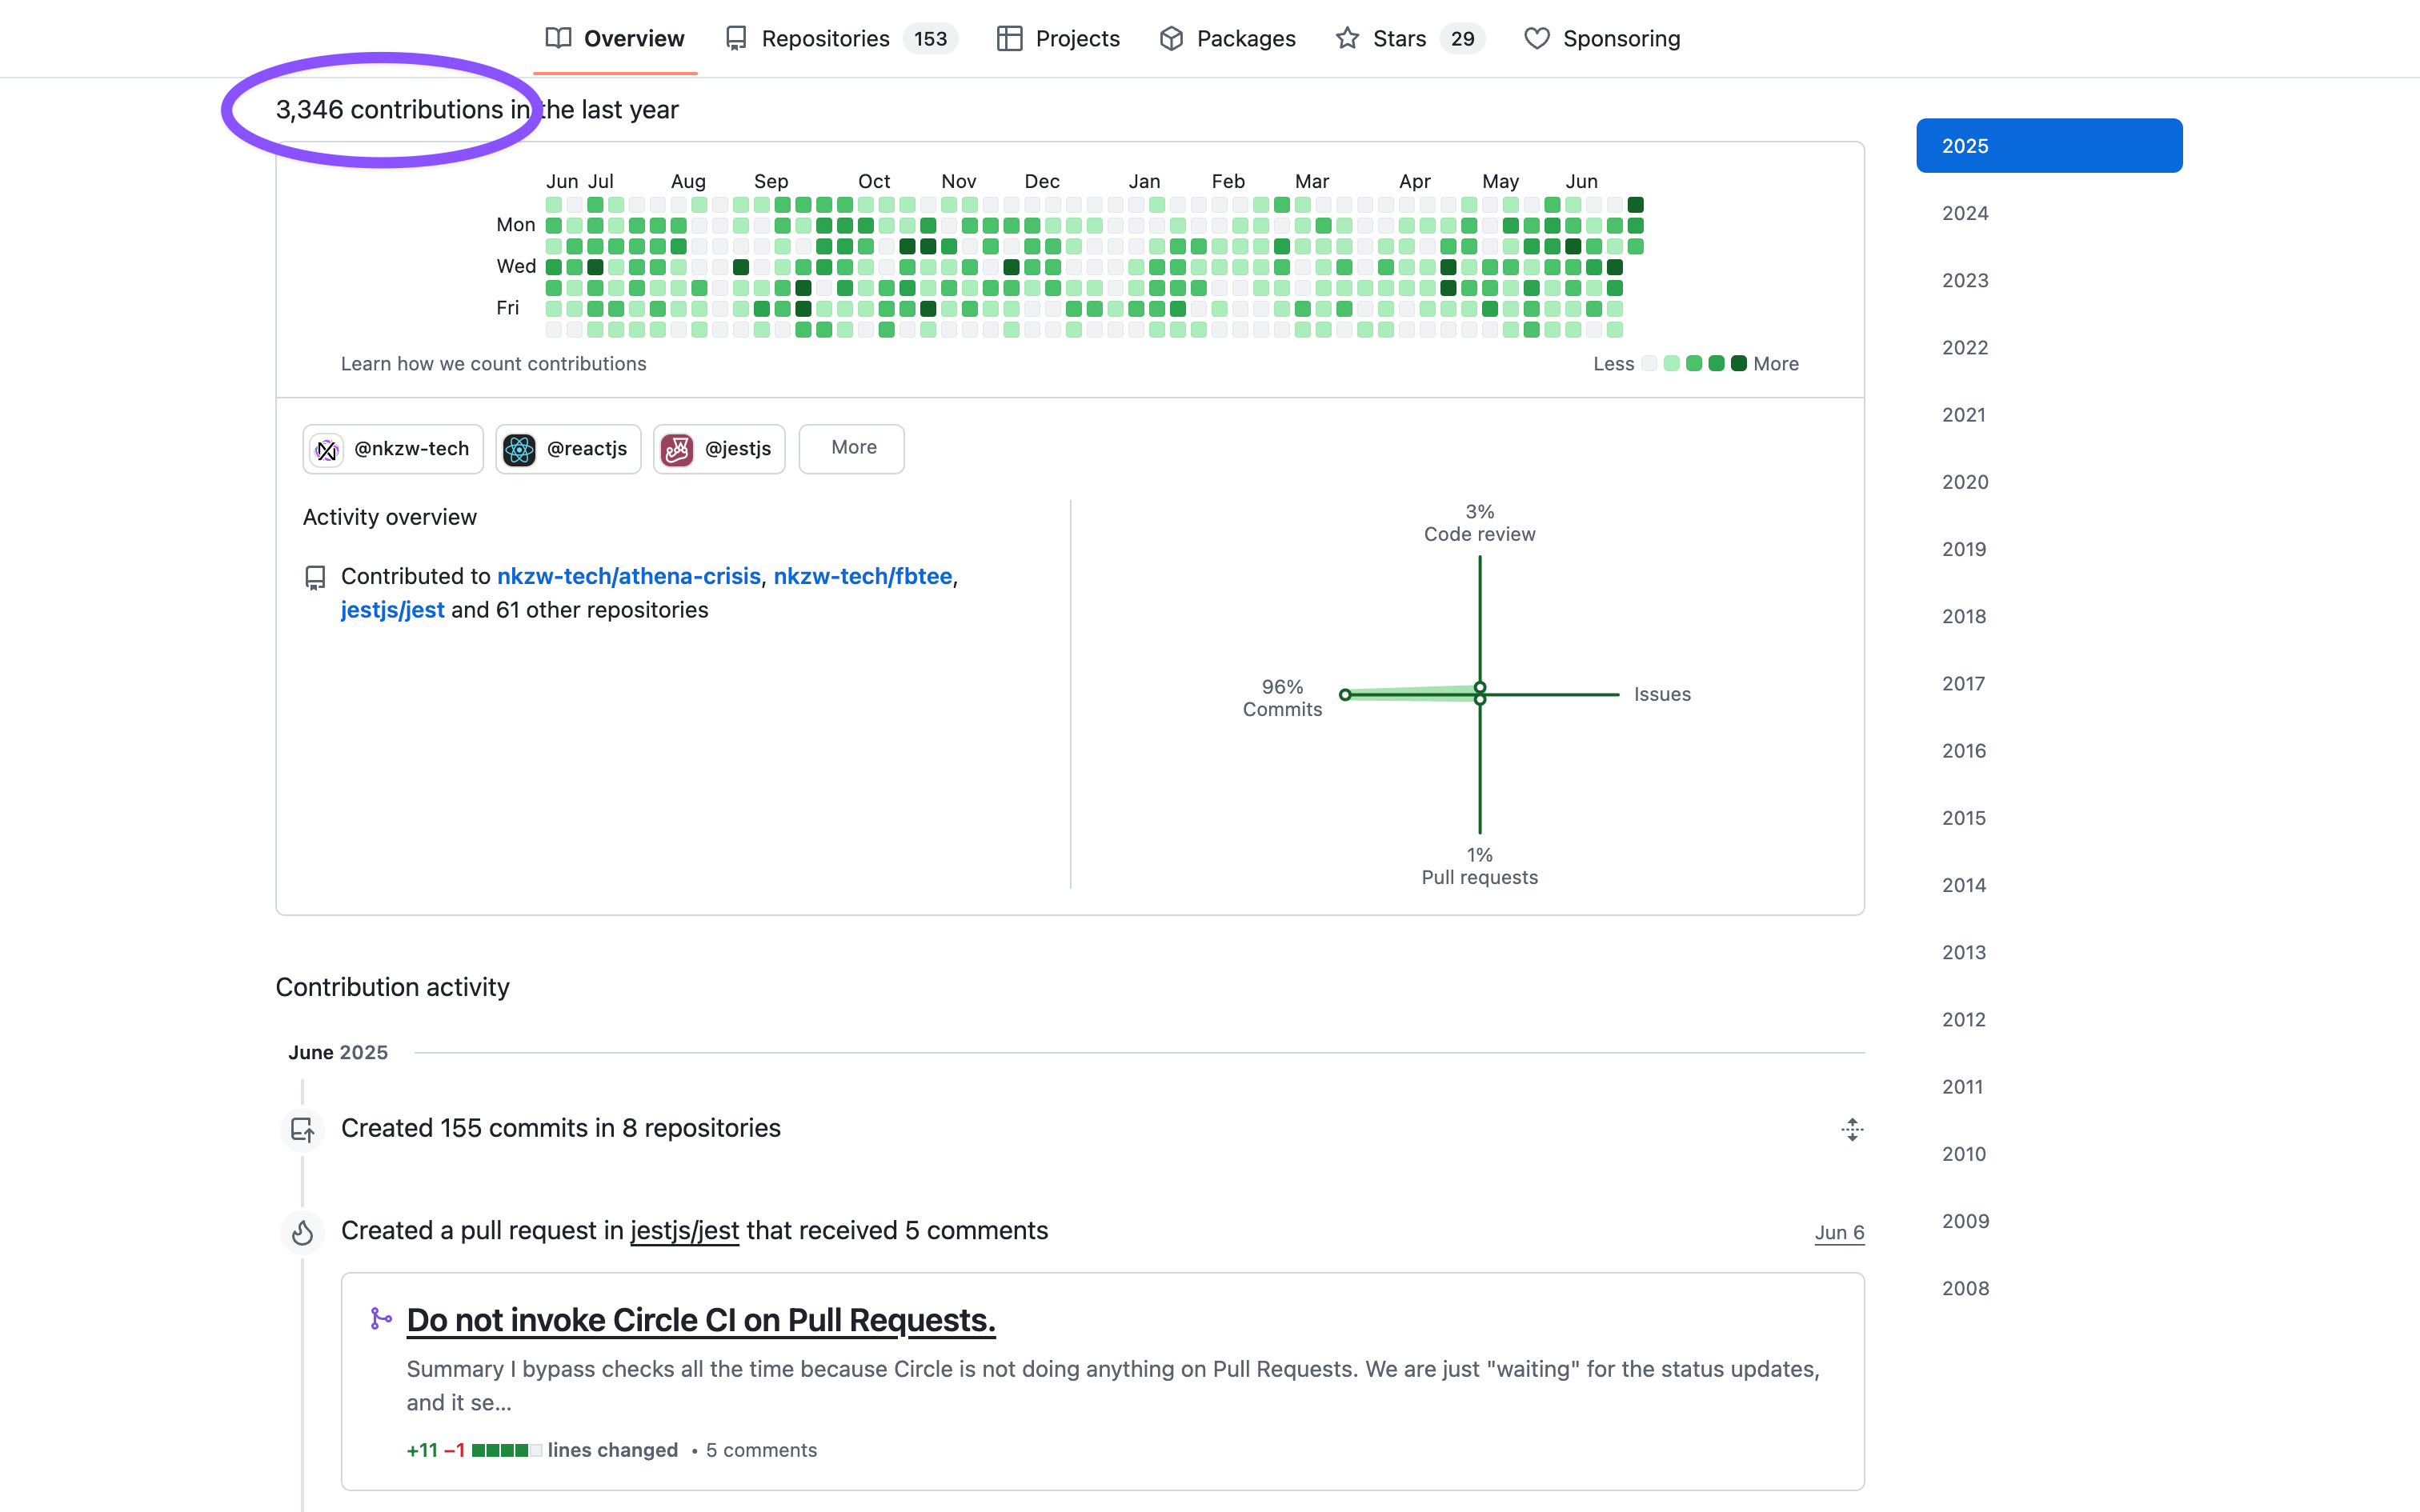 Overview Repositories 153 Projects Packages Stars 29 Sponsoring
3,346 contributions in the last year
Jun Jul Aug Sep Oct Nov Dec Jan Feb Mar Apr May Jun
Mon
Wed
Fri
Learn how we count contributions
Less More
@nkzw-tech @reactjs @jestjs More
Activity overview
Contributed to nkzw-tech/athena-crisis, nkzw-tech/fbtee,
jestjs/jest and 61 other repositories
3%
Code review
96%
Commits
Issues
1%
Pull requests
Contribution activity
June 2025
Created 155 commits in 8 repositories
Created a pull request in jestjs/jest that received 5 comments
Jun 6
Do not invoke Circle CI on Pull Requests.
Summary I bypass checks all the time because Circle is not doing anything on Pull Requests. We are just "waiting" for the status updates,
and it se...
+11 −1 lines changed • 5 comments
2025
2024
2023
2022
2021
2020
2019
2018
2017
2016
2015
2014
2013
2012
2011
2010
2009
2008